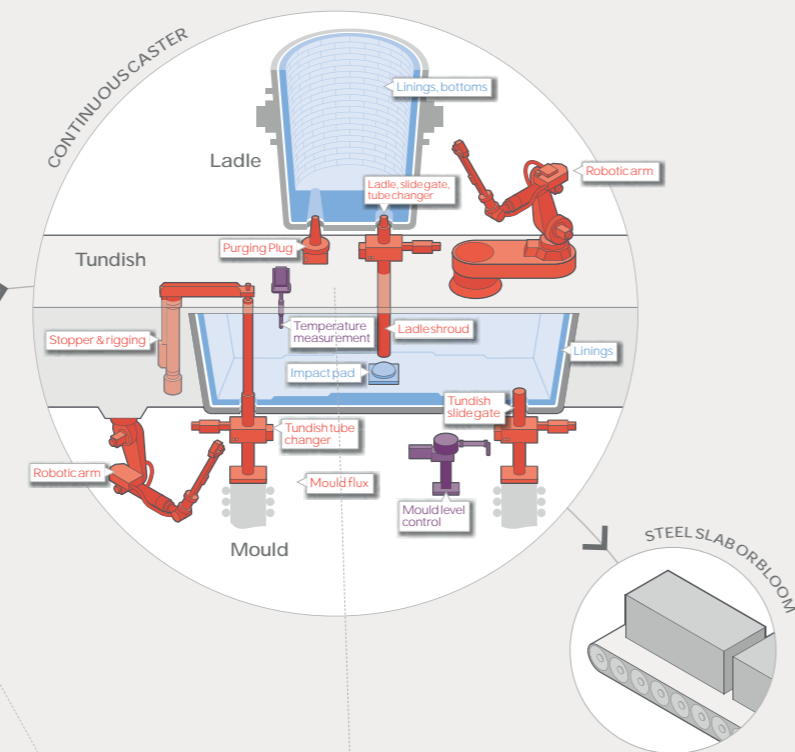 CONTINUOUS CASTER
Linings, bottoms
Ladle
Ladle, slide gate,
tube changer
Robotic arm
Purging Plug
Tundish
Temperature
measurement
Ladle shroud
Stopper & rigging
Linings
Impact pad
Tundish
slide gate
Tundish tube
changer
Robotic arm
Mould flux
Mould level
control
Mould
STEEL SLAB OR BLOOM